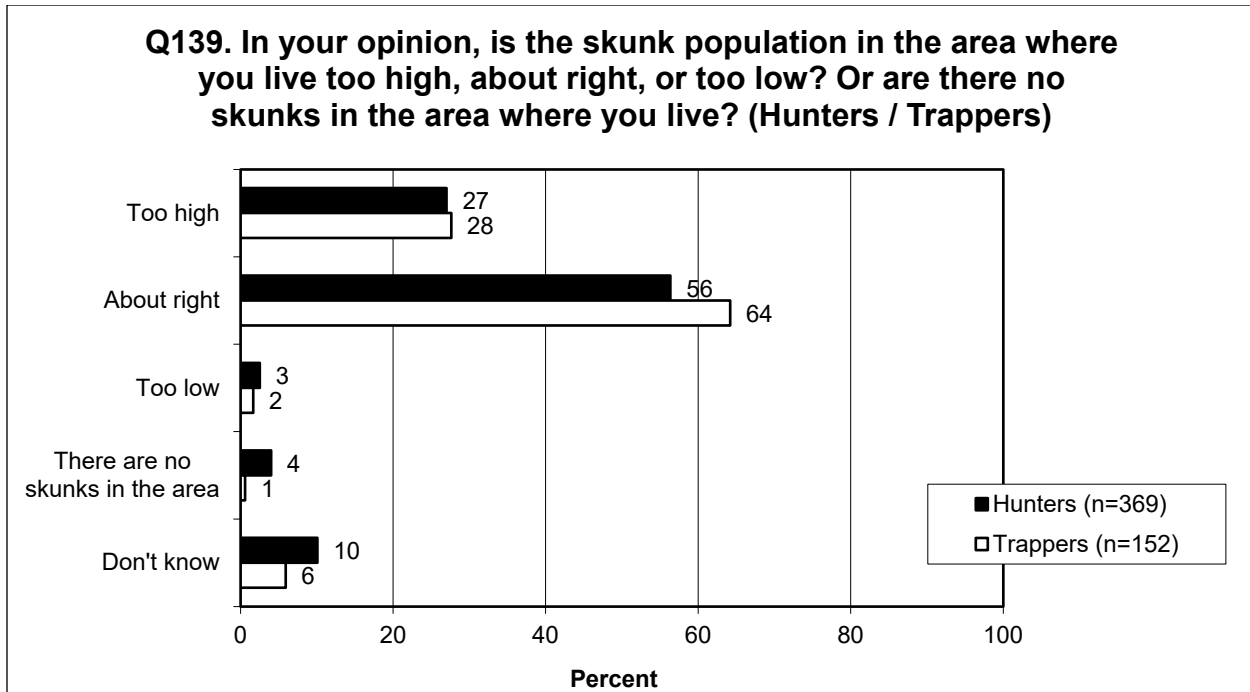 Q139. In your opinion, is the skunk population in the area where
you live too high, about right, or too low? Or are there no
skunks in the area where you live? (Hunters / Trappers)
Too high
27
28
About right
56
64
Too low
3
2
There are no
skunks in the area
4
1
Don't know
10
6
Hunters (n=369)
Trappers (n=152)
0 20 40 60 80 100
Percent